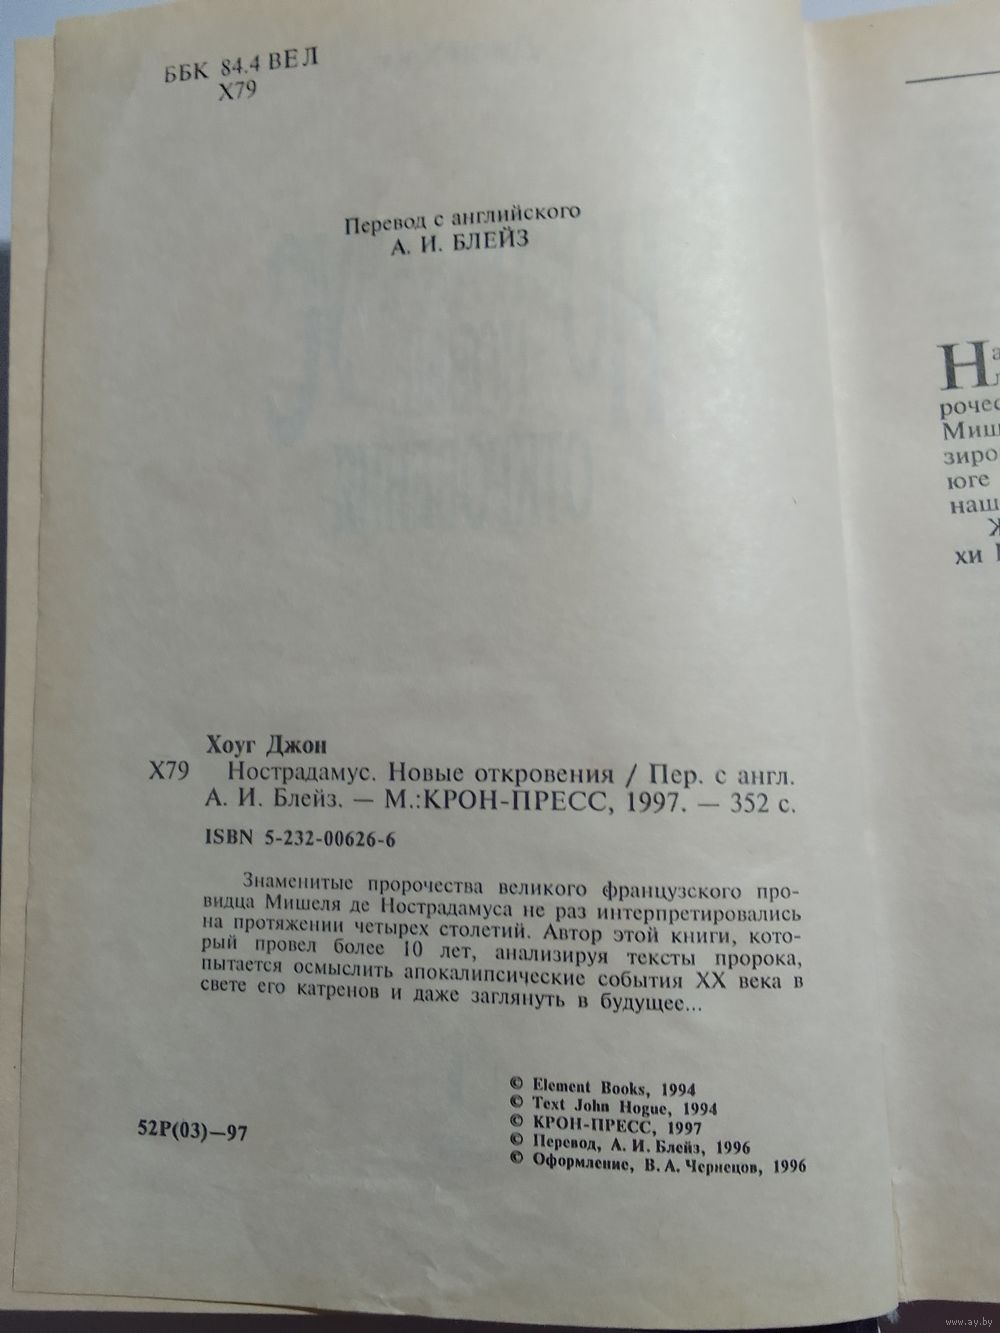 ББК 84.4 ВЕЛ
Х79
Перевод с английского
А. И. БЛЕЙЗ
Хоуг Джон
Х79 Нострадамус. Новые откровения / Пер. с англ.
А. И. Блейз. — М.:КРОН-ПРЕСС, 1997. — 352 с.
ISBN 5-232-00626-6
Знаменитые пророчества великого французского про-
видца Мишеля де Нострадамуса не раз интерпретировались
на протяжении четырех столетий. Автор этой книги, кото-
рый провел более 10 лет, анализируя тексты пророка,
пытается осмыслить апокалипсические события XX века в
свете его катренов и даже заглянуть в будущее...
© Element Books, 1994
© Text John Hogue, 1994
© КРОН-ПРЕСС, 1997
© Перевод, А. И. Блейз, 1996
© Оформление, В. А. Чернецов, 1996
52Р(03)—97
На
рочес
Миш
зиро
юге
наш
Ж
хи
www.ay.by